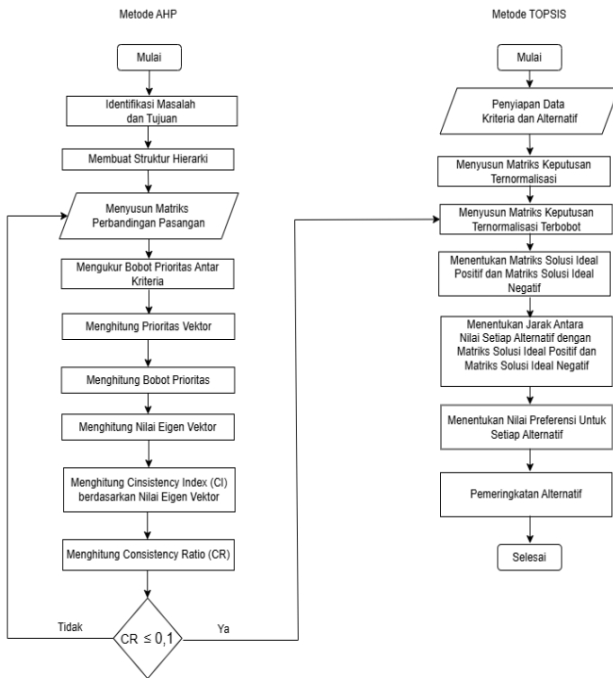 Metode AHP
Mulai
Identifikasi Masalah
dan Tujuan
Membuat Struktur Hierarki
Menyusun Matriks
Perbandingan Pasangan
Mengukur Bobot Prioritas Antar
Kriteria
Menghitung Prioritas Vektor
Menghitung Bobot Prioritas
Menghitung Nilai Eigen Vektor
Menghitung Cinsistency Index (CI)
berdasarkan Nilai Eigen Vektor
Menghitung Consistency Ratio (CR)
Tidak
CR ≤ 0,1
Ya
Metode TOPSIS
Mulai
Penyiapan Data
Kriteria dan Alternatif
Menyusun Matriks Keputusan
Ternormalisasi
Menyusun Matriks Keputusan
Ternormalisasi Terbobot
Menentukan Matriks Solusi Ideal
Positif dan Matriks Solusi Ideal
Negatif
Menentukan Jarak Antara
Nilai Setiap Alternatif dengan
Matriks Solusi Ideal Positif dan
Matriks Solusi Ideal Negatif
Menentukan Nilai Preferensi Untuk
Setiap Alternatif
Pemeringkatan Alternatif
Selesai